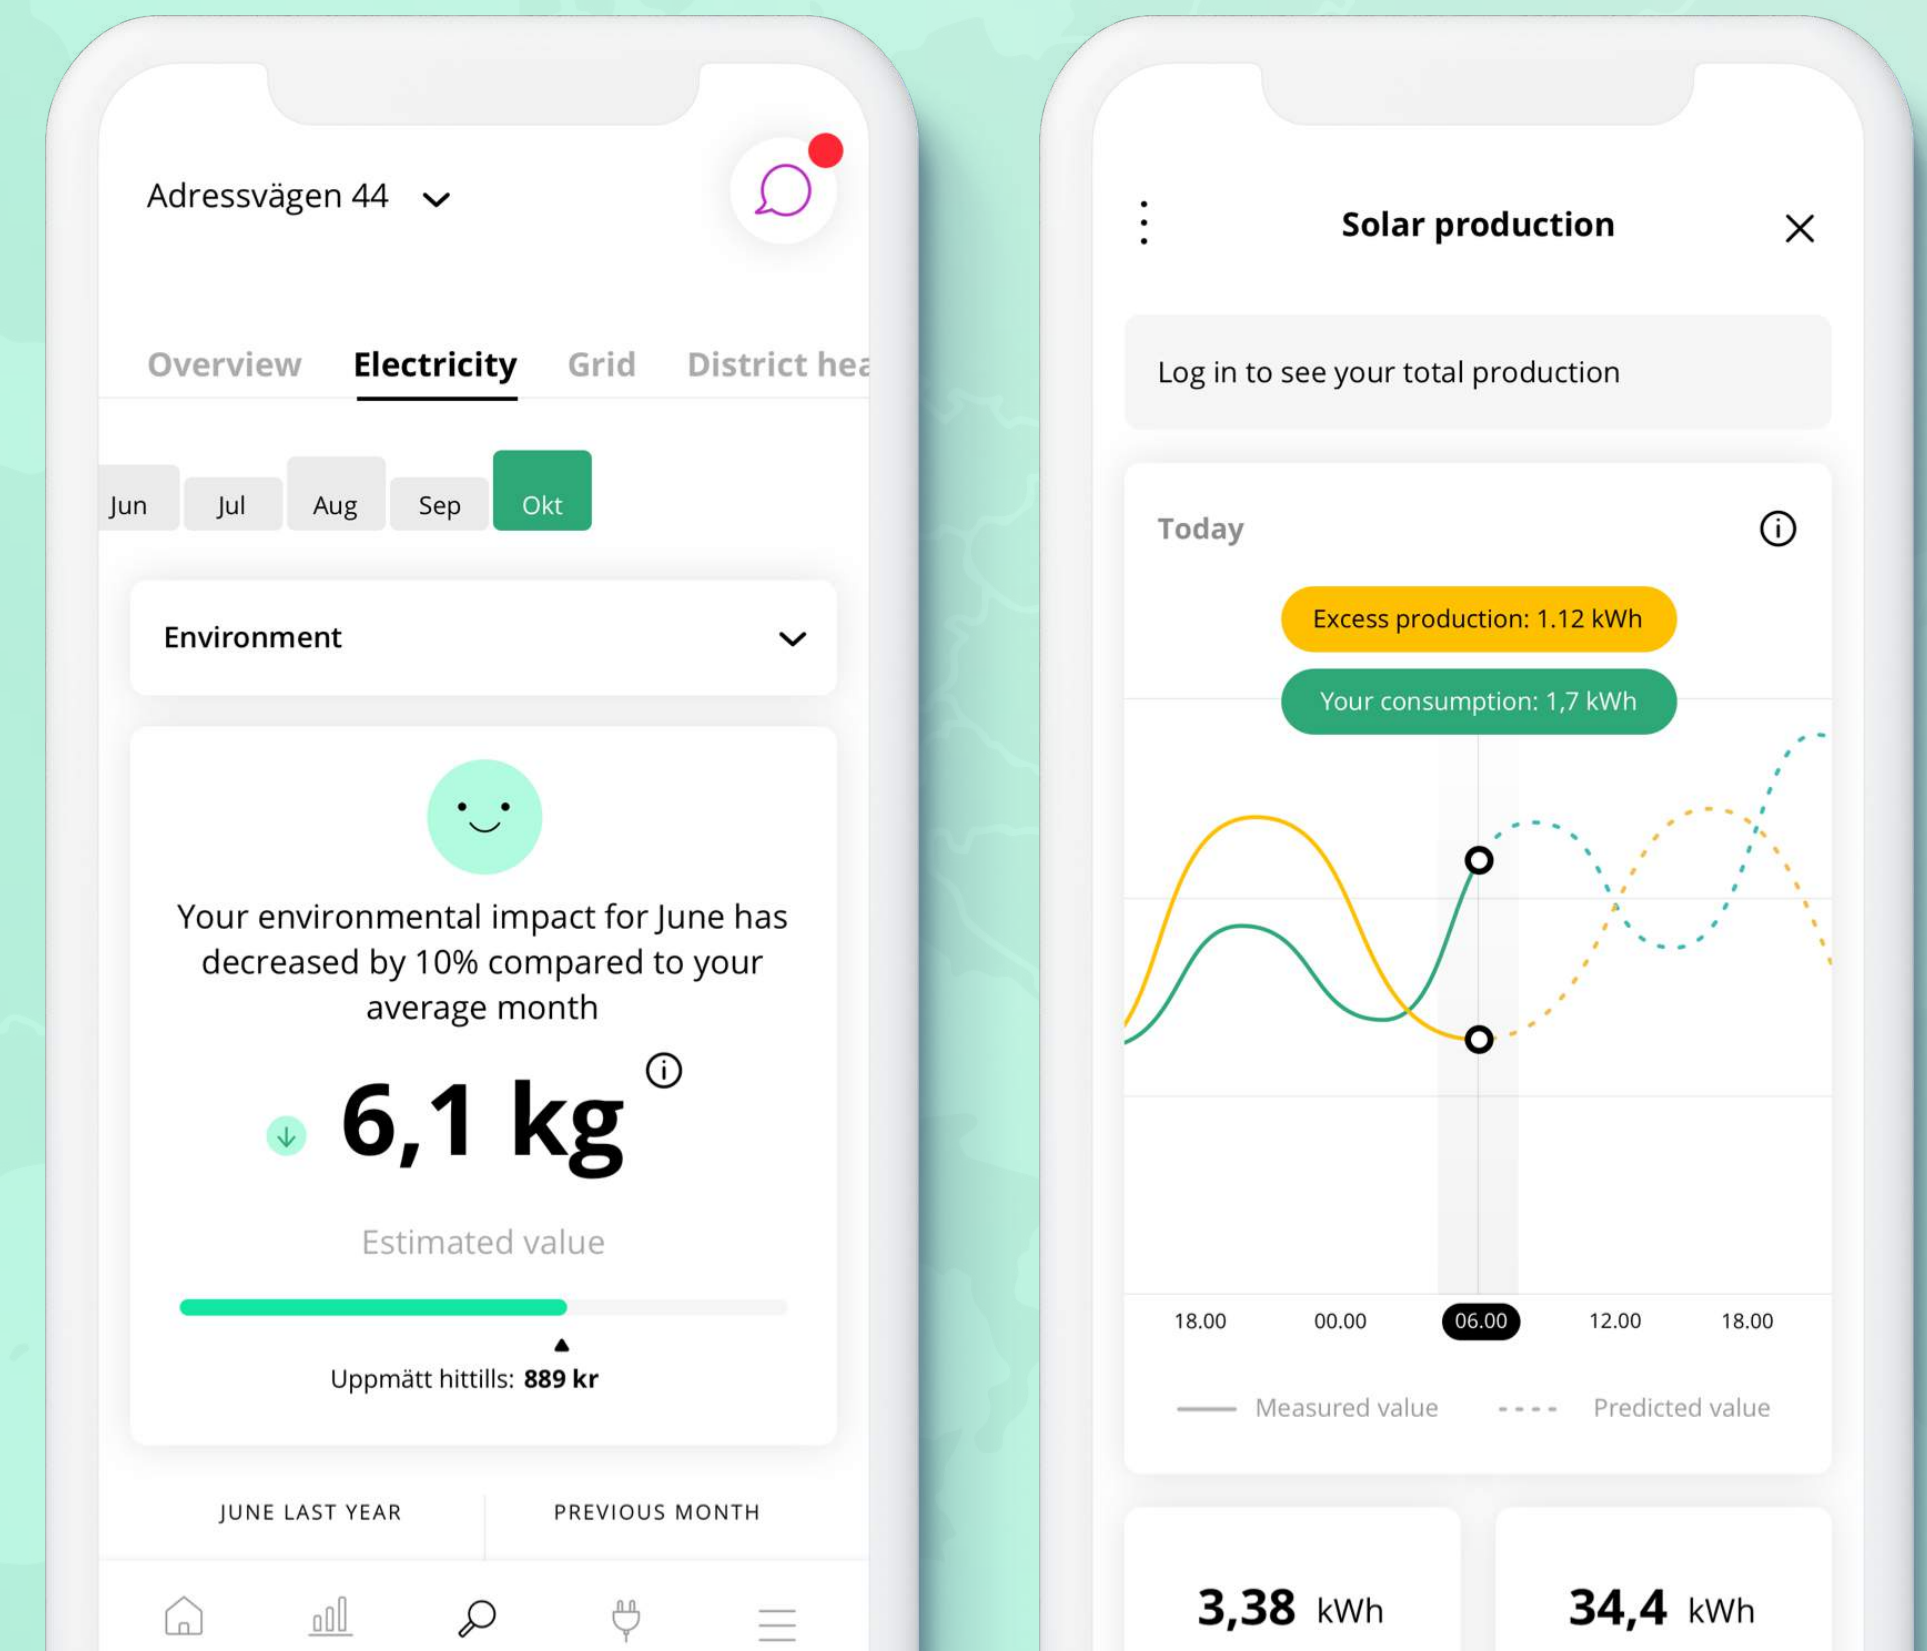 Adressvägen 44
Overview Electricity Grid District hea
Jun Jul Aug Sep Okt
Environment
Your environmental impact for June has
decreased by 10% compared to your
average month
6,1 kg
Estimated value
Uppmätt hittills: 889 kr
JUNE LAST YEAR PREVIOUS MONTH
Solar production
Log in to see your total production
Today
Excess production: 1.12 kWh
Your consumption: 1,7 kWh
18.00 00.00 06.00 12.00 18.00
Measured value Predicted value
3,38 kWh 34,4 kWh